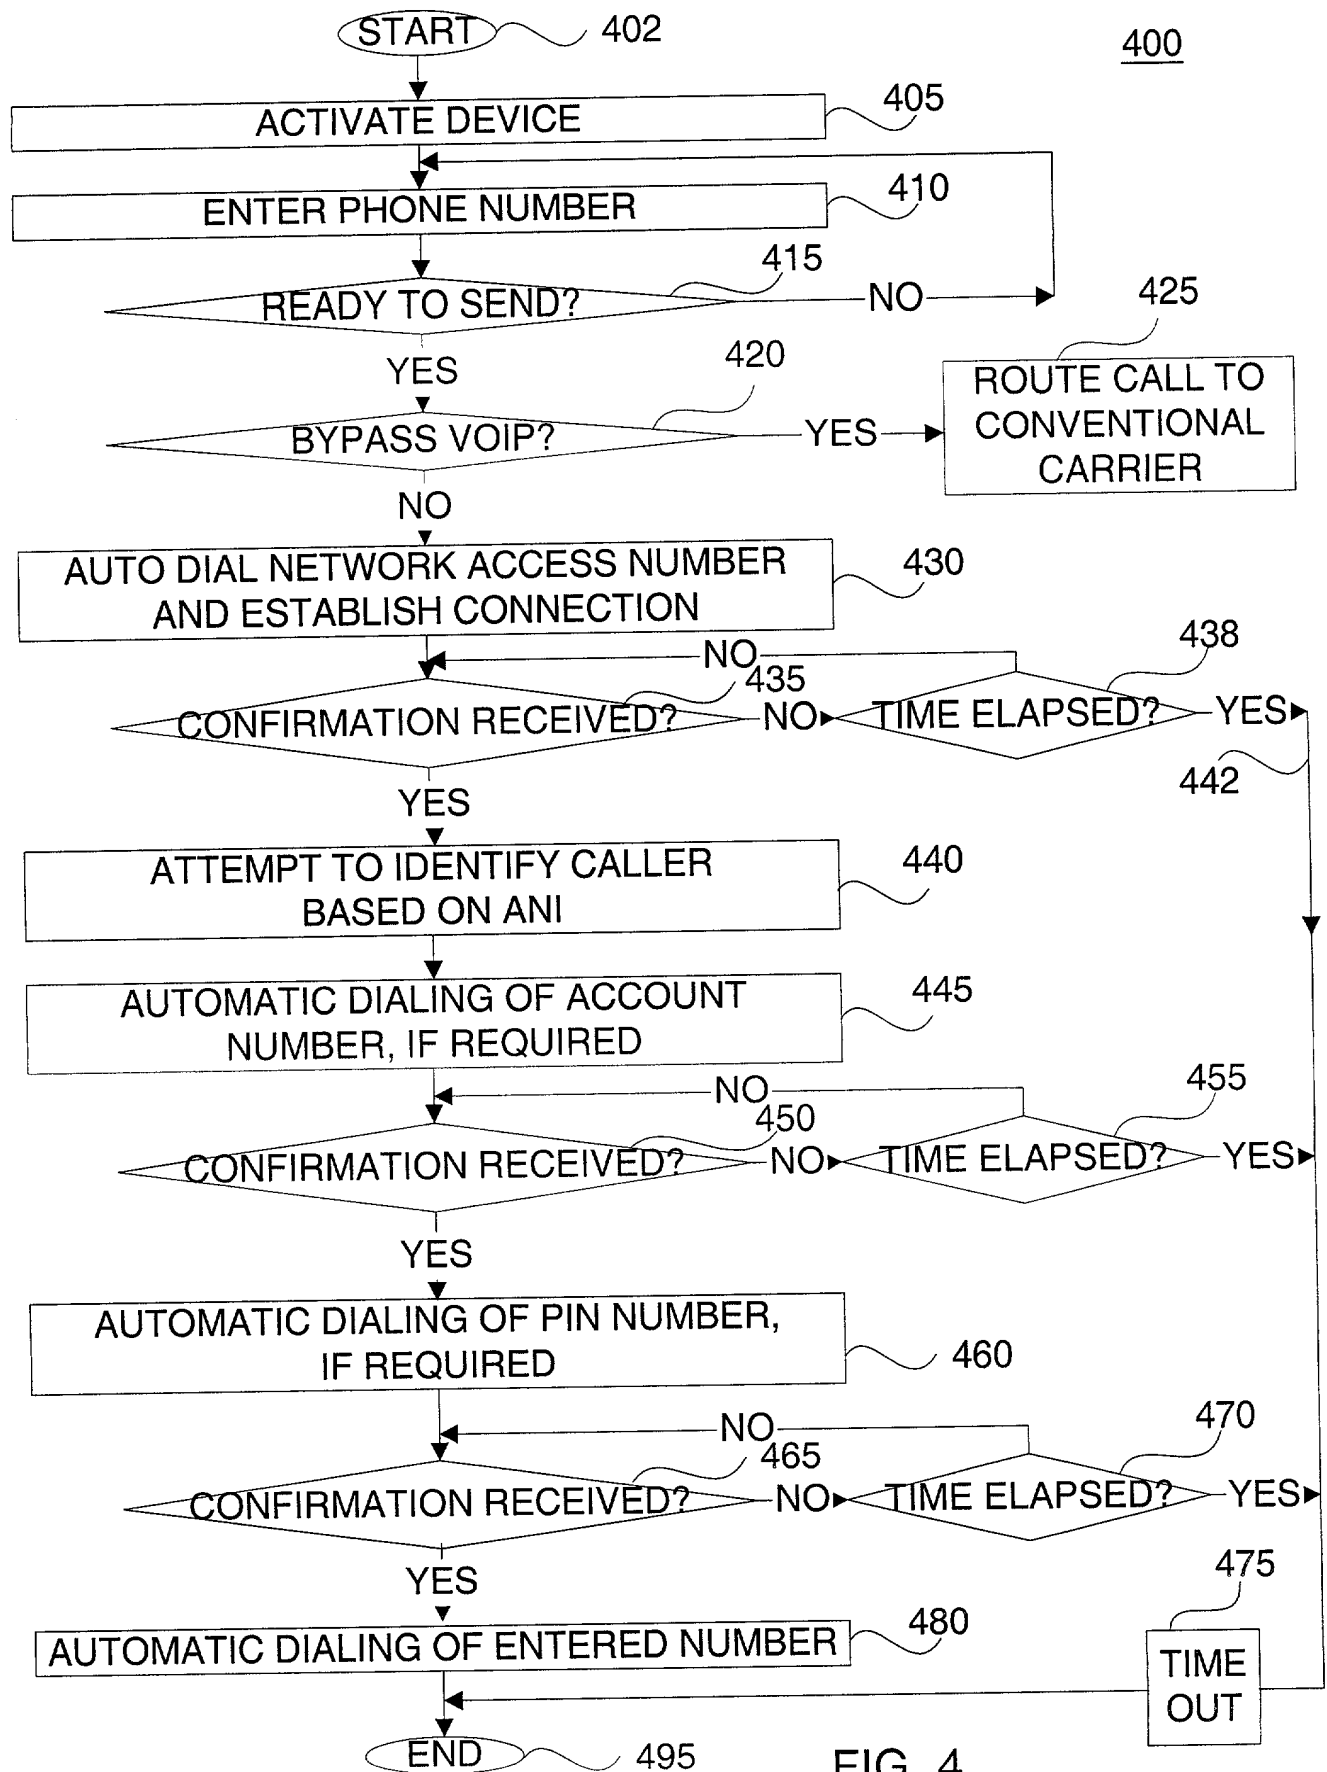 START
402
400
ACTIVATE DEVICE
405
ENTER PHONE NUMBER
410
READY TO SEND?
415
NO
YES
BYPASS VOIP?
420
YES
425
ROUTE CALL TO
CONVENTIONAL
CARRIER
NO
AUTO DIAL NETWORK ACCESS NUMBER
AND ESTABLISH CONNECTION
430
NO
435
438
CONFIRMATION RECEIVED?
NO
TIME ELAPSED?
YES
442
YES
ATTEMPT TO IDENTIFY CALLER
BASED ON ANI
440
AUTOMATIC DIALING OF ACCOUNT
NUMBER, IF REQUIRED
445
NO
450
455
CONFIRMATION RECEIVED?
NO
TIME ELAPSED?
YES
YES
AUTOMATIC DIALING OF PIN NUMBER,
IF REQUIRED
460
NO
465
470
CONFIRMATION RECEIVED?
NO
TIME ELAPSED?
YES
YES
475
AUTOMATIC DIALING OF ENTERED NUMBER
480
TIME
OUT
END
495
FIG. 4